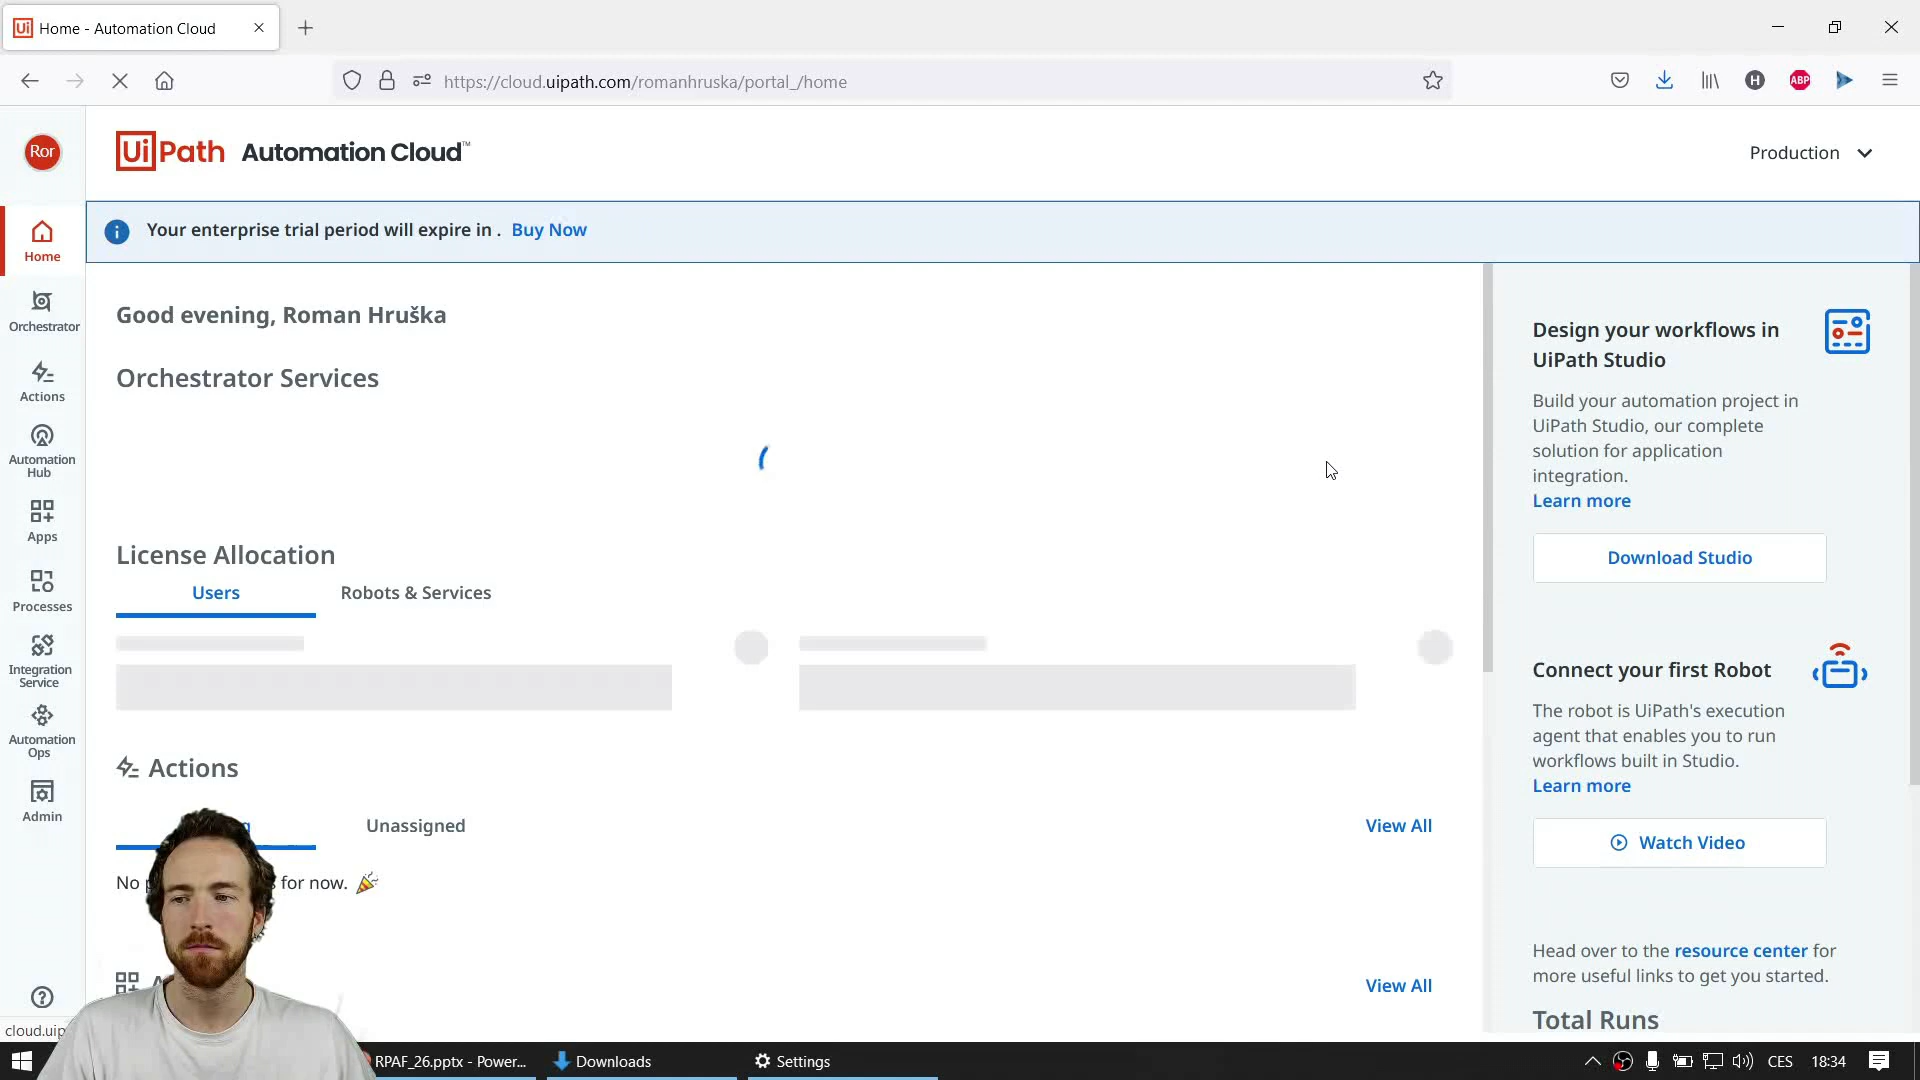 Home - Automation Cloud
https://cloud.uipath.com/romanhruska/portal_/home
H
ABP
Ror
UiPath Automation Cloud™
Production
Your enterprise trial period will expire in . Buy Now
Home
Orchestrator
Actions
Automation
Hub
Apps
Processes
Integration
Service
Automation
Ops
Admin
Good evening, Roman Hruška
Orchestrator Services
License Allocation
Users
Robots & Services
Actions
Unassigned
View All
No
for now.
View All
Design your workflows in
UiPath Studio
Build your automation project in
UiPath Studio, our complete
solution for application
integration.
Learn more
Download Studio
Connect your first Robot
The robot is UiPath's execution
agent that enables you to run
workflows built in Studio.
Learn more
Watch Video
Head over to the resource center for
more useful links to get you started.
Total Runs
cloud.uip
RPAF_26.pptx - Power...
Downloads
Settings
CES
18:34